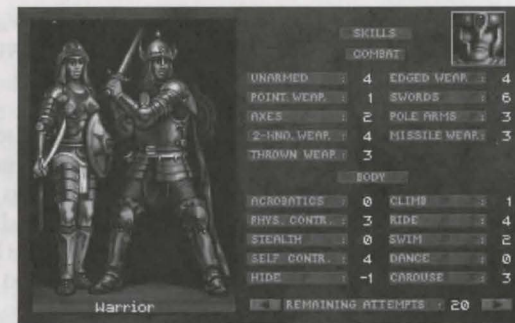 SKILLS
COMBAT
UNARMED : 4 EDGED WEAP. : 4
POINT. WEAP. 1 SWORDS : 6
AXES : 2 POLE ARMS : 3
2-HND. WEAP. : 4 MISSILE WEAP. : 3
THROWN WEAP. : 3
BODY
ACROBATICS : 0 CLIMB : 1
PHYS. CONTR. : 3 RIDE : 4
STEALTH : 0 SWIM : 2
SELF CONTR. : 4 DANCE : 0
HIDE : -1 CAROUSE : 3
Warrior
REMAINING ATTEMPTS : 20